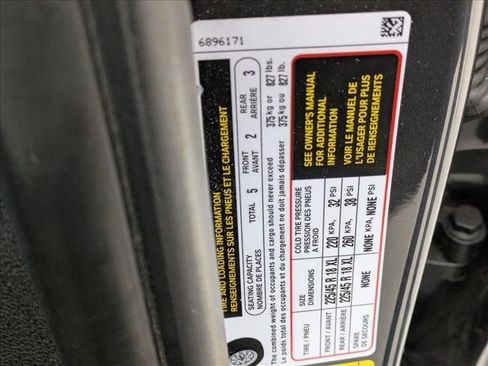 6896171
TIRE AND LOADING INFORMATION
RENSEIGNEMENTS SUR LES PNEUS ET LE CHARGEMENT
SEATING CAPACITY
NOMBRE DE PLACES
TOTAL 5
FRONT
AVANT 2
REAR
ARRIÈRE 3
The combined weight of occupants and cargo should never exceed 375 kg or 827 lbs.
Le poids total des occupants et du chargement ne doit jamais dépasser 375 kg ou 827 lb.
TIRE / PNEU
SIZE
DIMENSIONS
COLD TIRE PRESSURE
PRESSION DES PNEUS
À FROID
FRONT / AVANT 225/45 R 18 XL 220 KPA, 32 PSI
REAR / ARRIÈRE 225/45 R 18 XL 260 KPA, 38 PSI
SPARE
DE SECOURS NONE NONE KPA, NONE PSI
SEE OWNER'S MANUAL
FOR ADDITIONAL
INFORMATION
VOIR LE MANUEL DE
L'USAGER POUR PLUS
DE RENSEIGNEMENTS